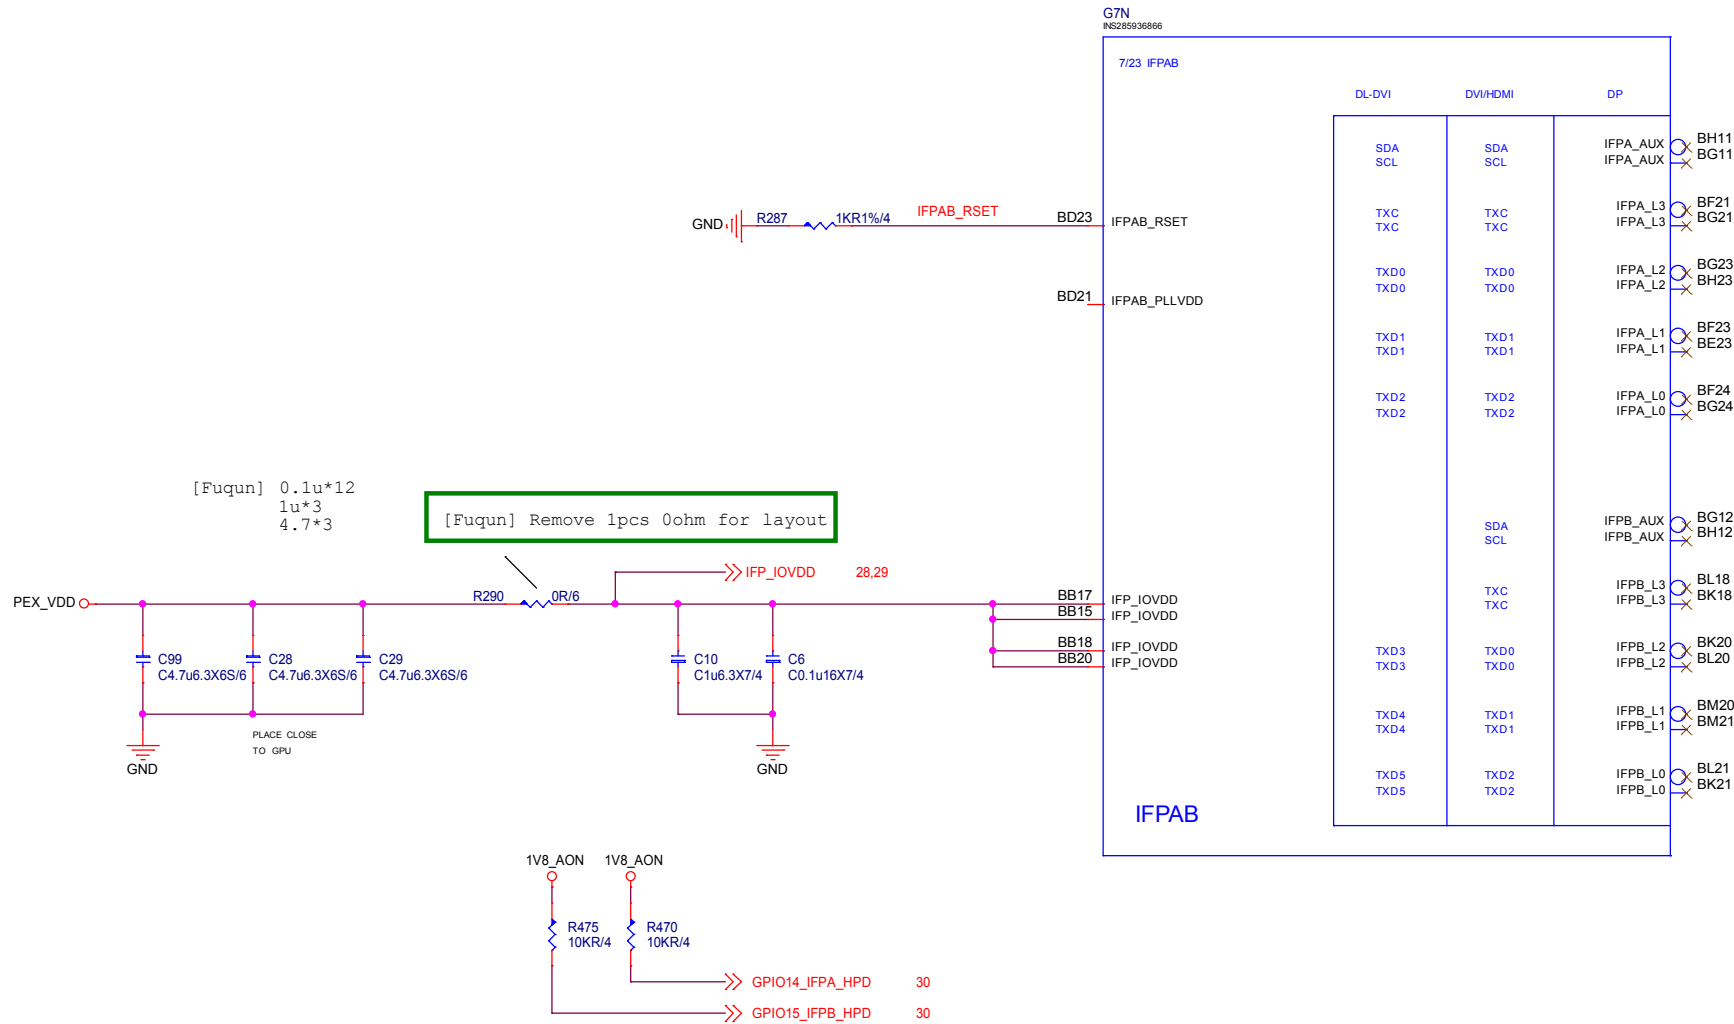 G7N
INS285936866
7/23 IFPAB
DL-DVI DVI/HDMI DP
SDA SDA IFPA_AUX BH11
SCL SCL IFPA_AUX BG11
TXC TXC IFPA_L3 BF21
TXC TXC IFPA_L3 BG21
GND R287 1KR1%/4 IFPAB_RSET BD23 IFPAB_RSET
TXD0 TXD0 IFPA_L2 BG23
TXD0 TXD0 IFPA_L2 BH23
BD21 IFPAB_PLLVDD
TXD1 TXD1 IFPA_L1 BF23
TXD1 TXD1 IFPA_L1 BE23
TXD2 TXD2 IFPA_L0 BF24
TXD2 TXD2 IFPA_L0 BG24
[Fuqun] 0.1u*12
1u*3
4.7*3
[Fuqun] Remove 1pcs 0ohm for layout
SDA IFPB_AUX BG12
SCL IFPB_AUX BH12
IFP_IOVDD 28,29
PEX_VDD R290 0R/6
BB17 IFP_IOVDD
BB15 IFP_IOVDD
BB18 IFP_IOVDD
BB20 IFP_IOVDD
TXC IFPB_L3 BL18
TXC IFPB_L3 BK18
TXD3 TXD0 IFPB_L2 BK20
TXD3 TXD0 IFPB_L2 BL20
C99 C28 C29 C10 C6
C4.7u6.3X6S/6 C4.7u6.3X6S/6 C4.7u6.3X6S/6 C1u6.3X7/4 C0.1u16X7/4
TXD4 TXD1 IFPB_L1 BM20
TXD4 TXD1 IFPB_L1 BM21
PLACE CLOSE
TO GPU
GND GND
TXD5 TXD2 IFPB_L0 BL21
TXD5 TXD2 IFPB_L0 BK21
IFPAB
1V8_AON 1V8_AON
R475 R470
10KR/4 10KR/4
GPIO14_IFPA_HPD 30
GPIO15_IFPB_HPD 30